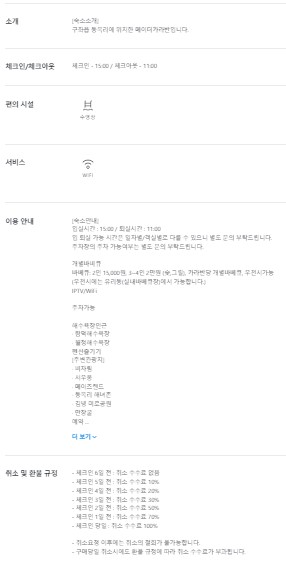 소개
[숙소소개]
구좌읍 동복리에 위치한 메이더카라반입니다.
체크인/체크아웃
체크인 - 15:00 / 체크아웃 - 11:00
편의 시설
수영장
서비스
WIFI
이용 안내
[숙소안내]
입실시간 : 15:00 / 퇴실시간 : 11:00
입 퇴실 가능 시간은 업체별/객실별로 다를 수 있으니 별도 문의 부탁드립니다.
주차장의 주차 가능여부는 별도 문의 부탁드립니다.
개별바비큐
바베큐: 2인 15,000원, 3~4인 2만원 (숯,그릴), 카라반당 개별바베큐, 우천시가능
(우천시에는 유리동(실내바베큐장)에서 가능합니다.)
IPTV/WiFi
주차가능
해수욕장인근
- 함덕해수욕장
- 월정해수욕장
펜션즐기기
[주변관광지]
- 비자림
- 메이즈랜드
- 동복리 해녀촌
- 김녕 미로공원
- 만장굴
예약 ...
더 보기
취소 및 환불 규정
- 체크인 6일 전 : 취소 수수료 없음
- 체크인 5일 전 : 취소 수수료 10%
- 체크인 4일 전 : 취소 수수료 20%
- 체크인 3일 전 : 취소 수수료 30%
- 체크인 2일 전 : 취소 수수료 50%
- 체크인 1일 전 : 취소 수수료 70%
- 체크인 당일 : 취소 수수료 100%
- 취소요청 이후에는 취소의 철회가 불가능합니다.
- 구매당일 취소시에도 환불 규정에 따라 취소 수수료가 부과됩니다.